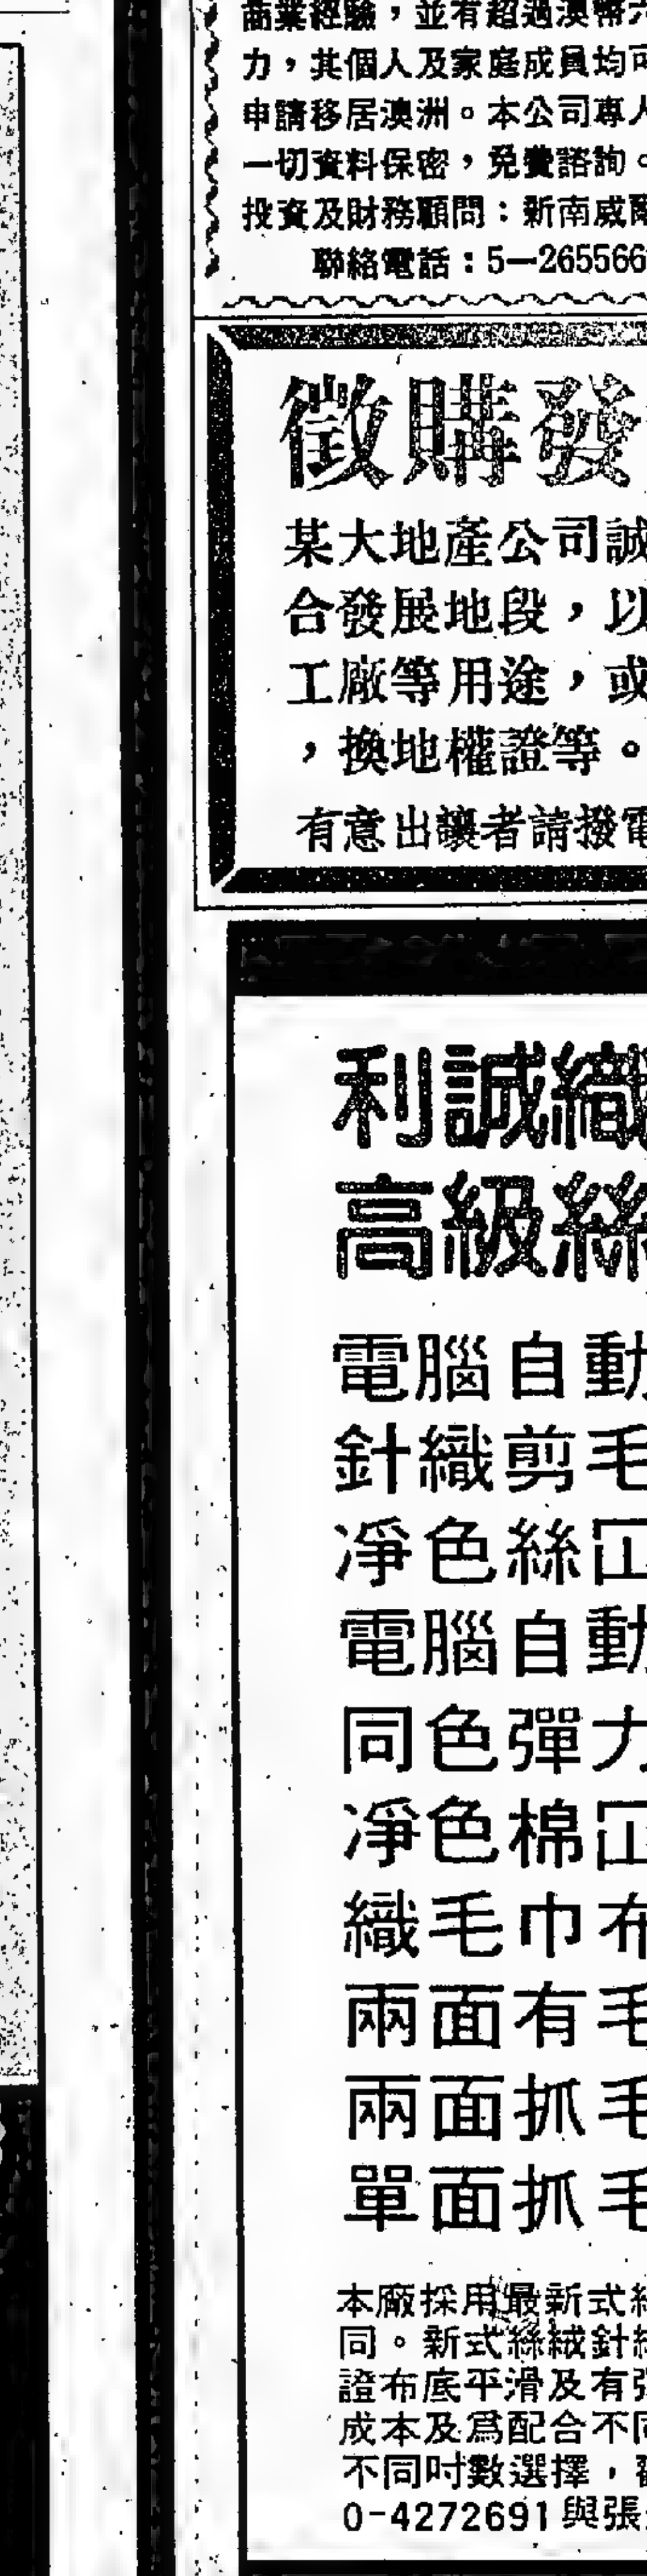 商業經驗，並有超過澳幣六
力，其個人及家庭成員均可
申請移居澳洲。本公司專人
一切資料保密，免費諮詢。
投資及財務顧問：新南威爾
聯絡電話：5—265566
徵購發
某大地產公司誠
合發展地段，以
工廠等用途，或
，換地權證等。
有意出讓者請撥電
利誠織
高級絲
電腦自動
針織剪毛
淨色絲
電腦自動
同色彈力
淨色棉
織毛巾布
兩面有毛
兩面抓毛
單面抓毛
本廠採用最新式絲
同。新式絲絨針織
證布底平滑及有彈
成本及爲配合不同
不同吋數選擇，歡
0-4272691與張